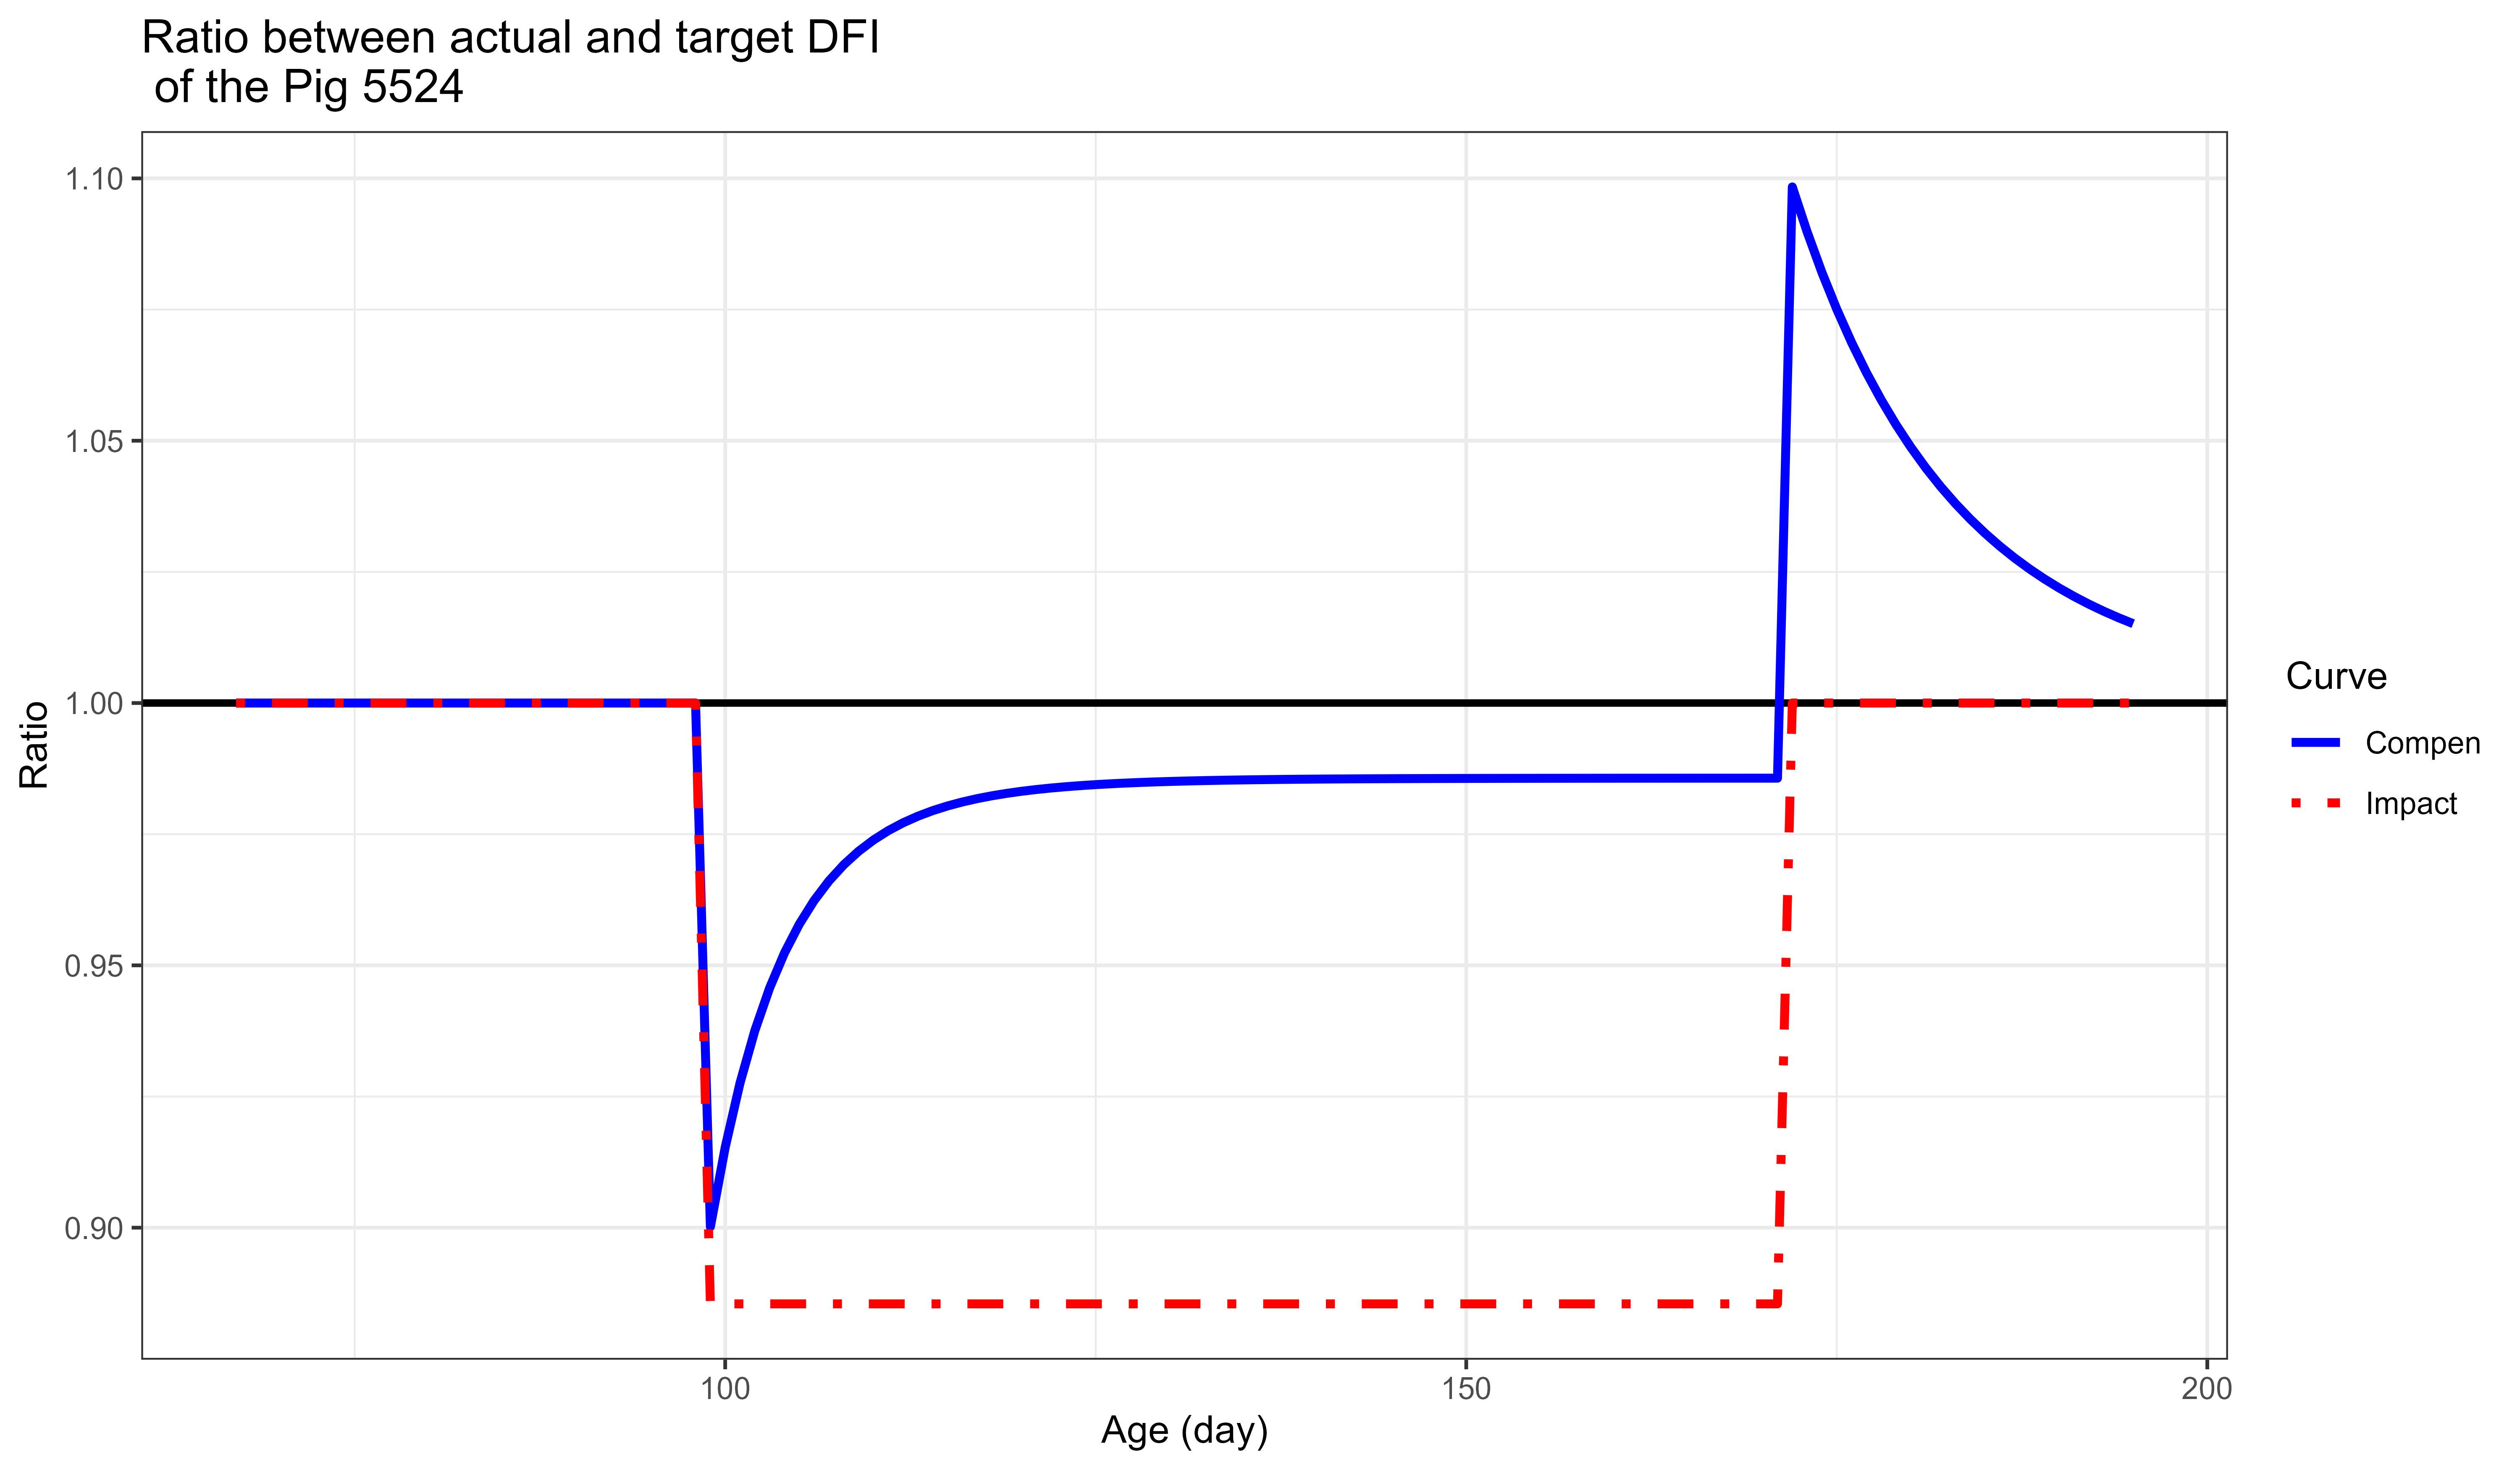 Ratio between actual and target DFI
of the Pig 5524
1.10
1.05
1.00
0.95
0.90
Ratio
100
150
200
Age (day)
Curve
Compen
Impact